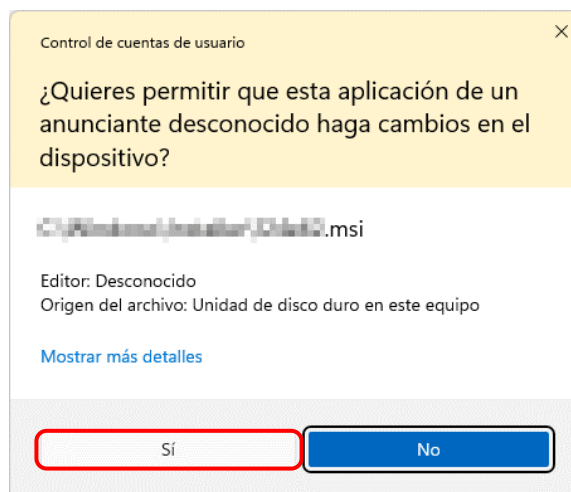 Control de cuentas de usuario
¿Quieres permitir que esta aplicación de un
anunciante desconocido haga cambios en el
dispositivo?
.msi
Editor: Desconocido
Origen del archivo: Unidad de disco duro en este equipo
Mostrar más detalles
Sí
No